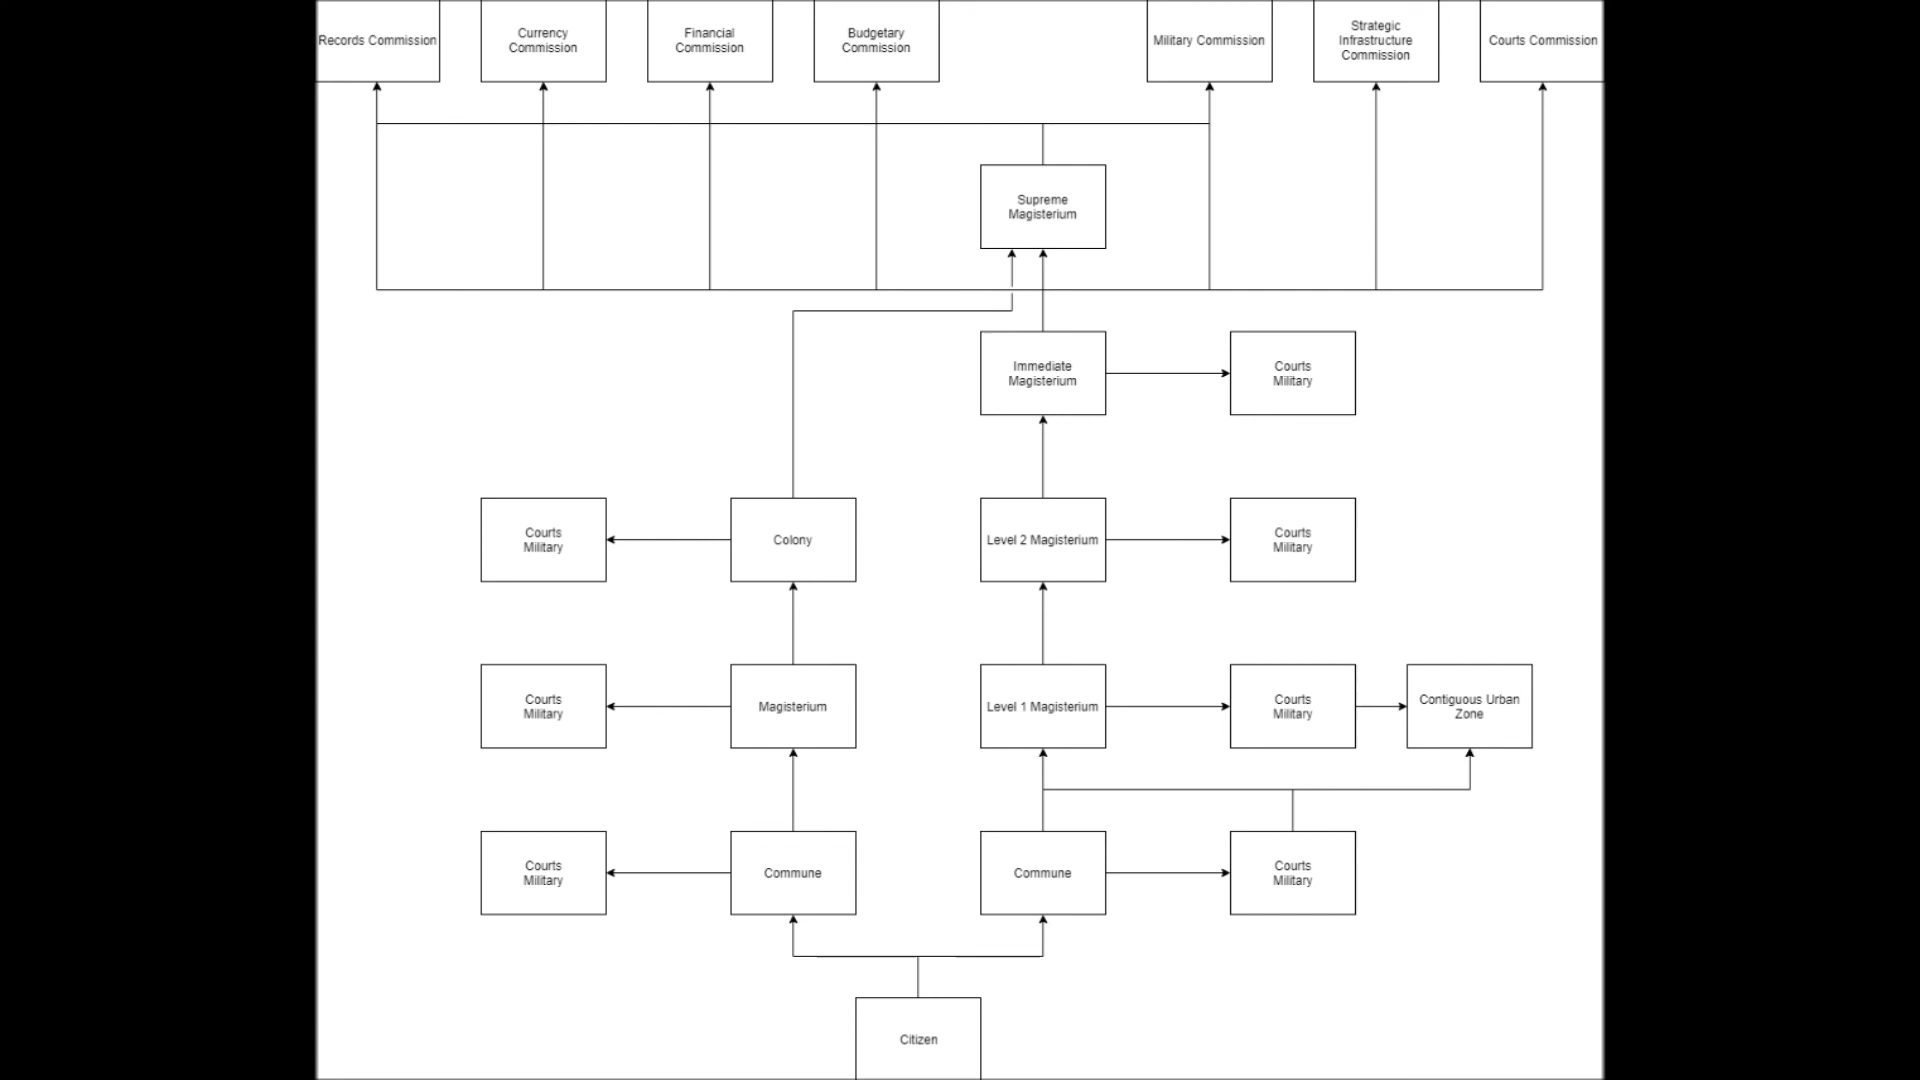 Records Commission
Currency
Commission
Financial
Commission
Budgetary
Commission
Military Commission
Strategic
Infrastructure
Commission
Courts Commission
Supreme
Magisterium
Immediate
Magisterium
Courts
Military
Courts
Military
Colony
Level 2 Magisterium
Courts
Military
Courts
Military
Magisterium
Level 1 Magisterium
Courts
Military
Contiguous Urban
Zone
Courts
Military
Commune
Commune
Courts
Military
Citizen